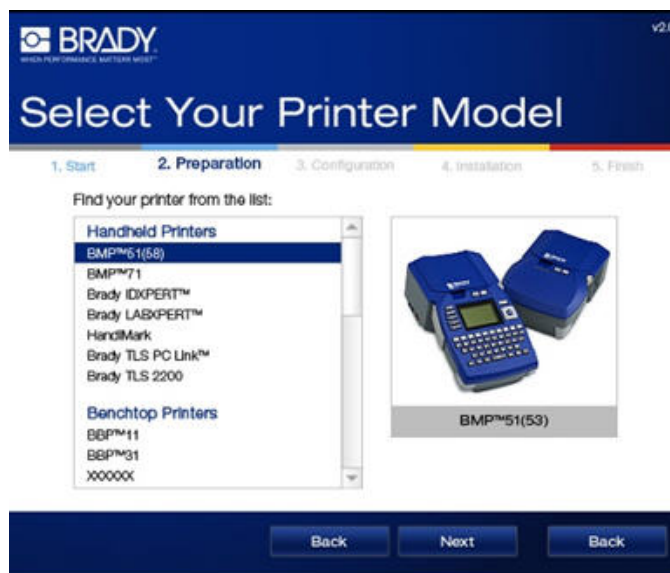 BRADY.
WHEN PERFORMANCE MATTERS MOST™
Select Your Printer Model
1. Start
2. Preparation
3. Configuration
4. Installation
5. Finish
Find your printer from the list:
Handheld Printers
BMP™51(58)
BMP™71
Brady IDXPERT™
Brady LABXPERT™
HandiMark
Brady TLS PC Link™
Brady TLS 2200
Benchtop Printers
BBP™11
BBP™31
XXXXXX
BMP™51(53)
Back
Next
Back